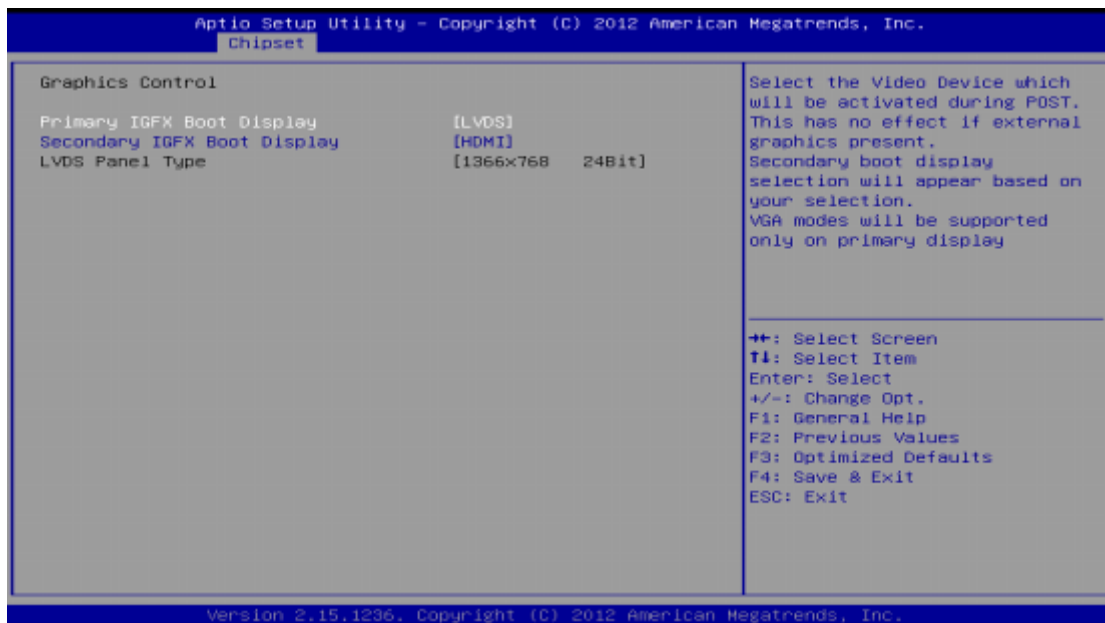 Aptio Setup Utility – Copyright (C) 2012 American Megatrends, Inc.
Chipset
Graphics Control
Primary IGFX Boot Display [LVDS]
Secondary IGFX Boot Display [HDMI]
LVDS Panel Type [1366x768 24Bit]
Select the Video Device which
will be activated during POST.
This has no effect if external
graphics present.
Secondary boot display
selection will appear based on
your selection.
VGA modes will be supported
only on primary display
→←: Select Screen
↑↓: Select Item
Enter: Select
+/-: Change Opt.
F1: General Help
F2: Previous Values
F3: Optimized Defaults
F4: Save & Exit
ESC: Exit
Version 2.15.1236. Copyright (C) 2012 American Megatrends, Inc.